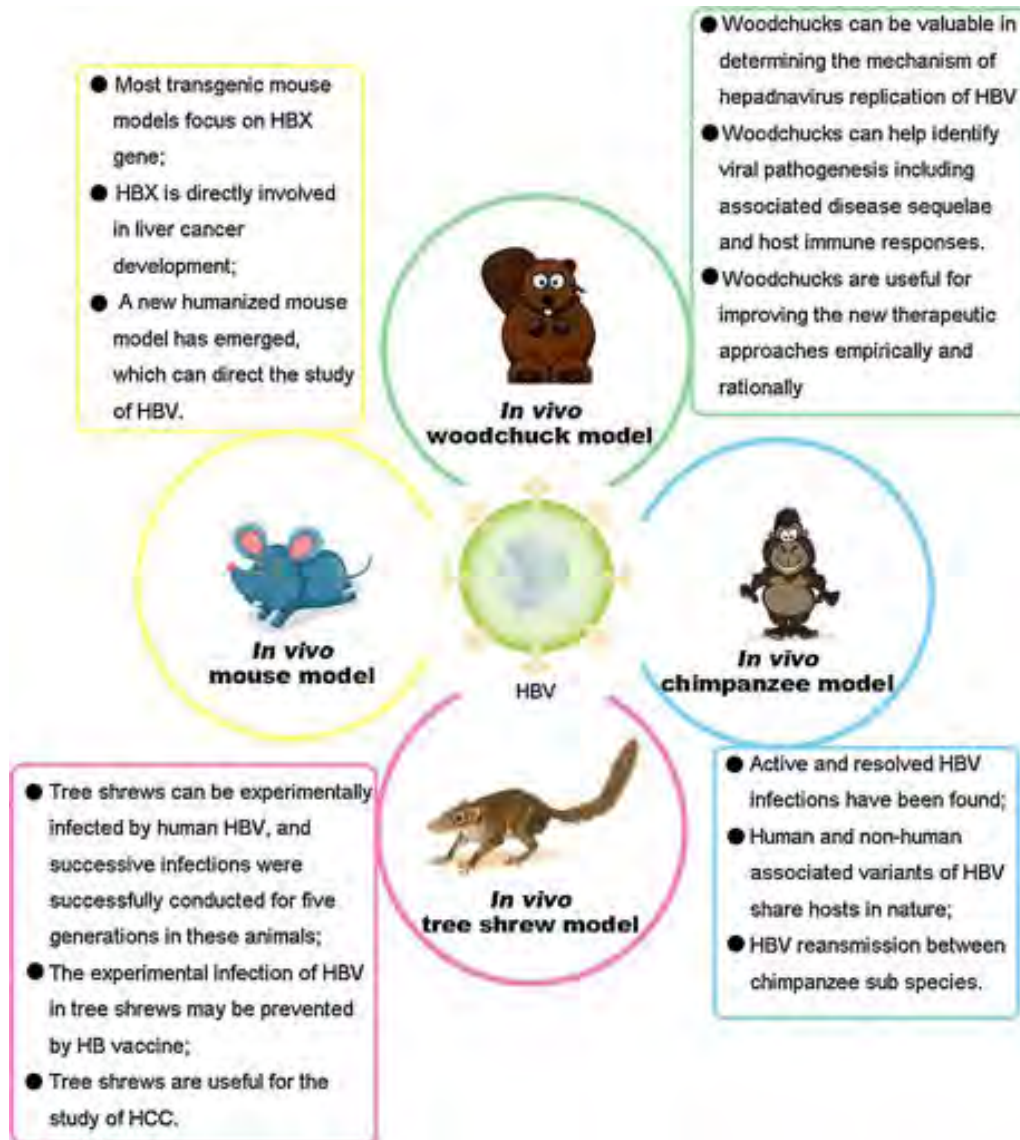 ● Most transgenic mouse
models focus on HBX
gene;
● HBX is directly involved
in liver cancer
development;
● A new humanized mouse
model has emerged,
which can direct the study
of HBV.
● Woodchucks can be valuable in
determining the mechanism of
hepadnavirus replication of HBV
● Woodchucks can help identify
viral pathogenesis including
associated disease sequelae
and host immune responses.
● Woodchucks are useful for
improving the new therapeutic
approaches empirically and
rationally
In vivo
woodchuck model
In vivo
mouse model
HBV
In vivo
chimpanzee model
In vivo
tree shrew model
● Tree shrews can be experimentally
infected by human HBV, and
successive infections were
successfully conducted for five
generations in these animals;
● The experimental infection of HBV
in tree shrews may be prevented
by HB vaccine;
● Tree shrews are useful for the
study of HCC.
● Active and resolved HBV
infections have been found;
● Human and non-human
associated variants of HBV
share hosts in nature;
● HBV reansmission between
chimpanzee sub species.